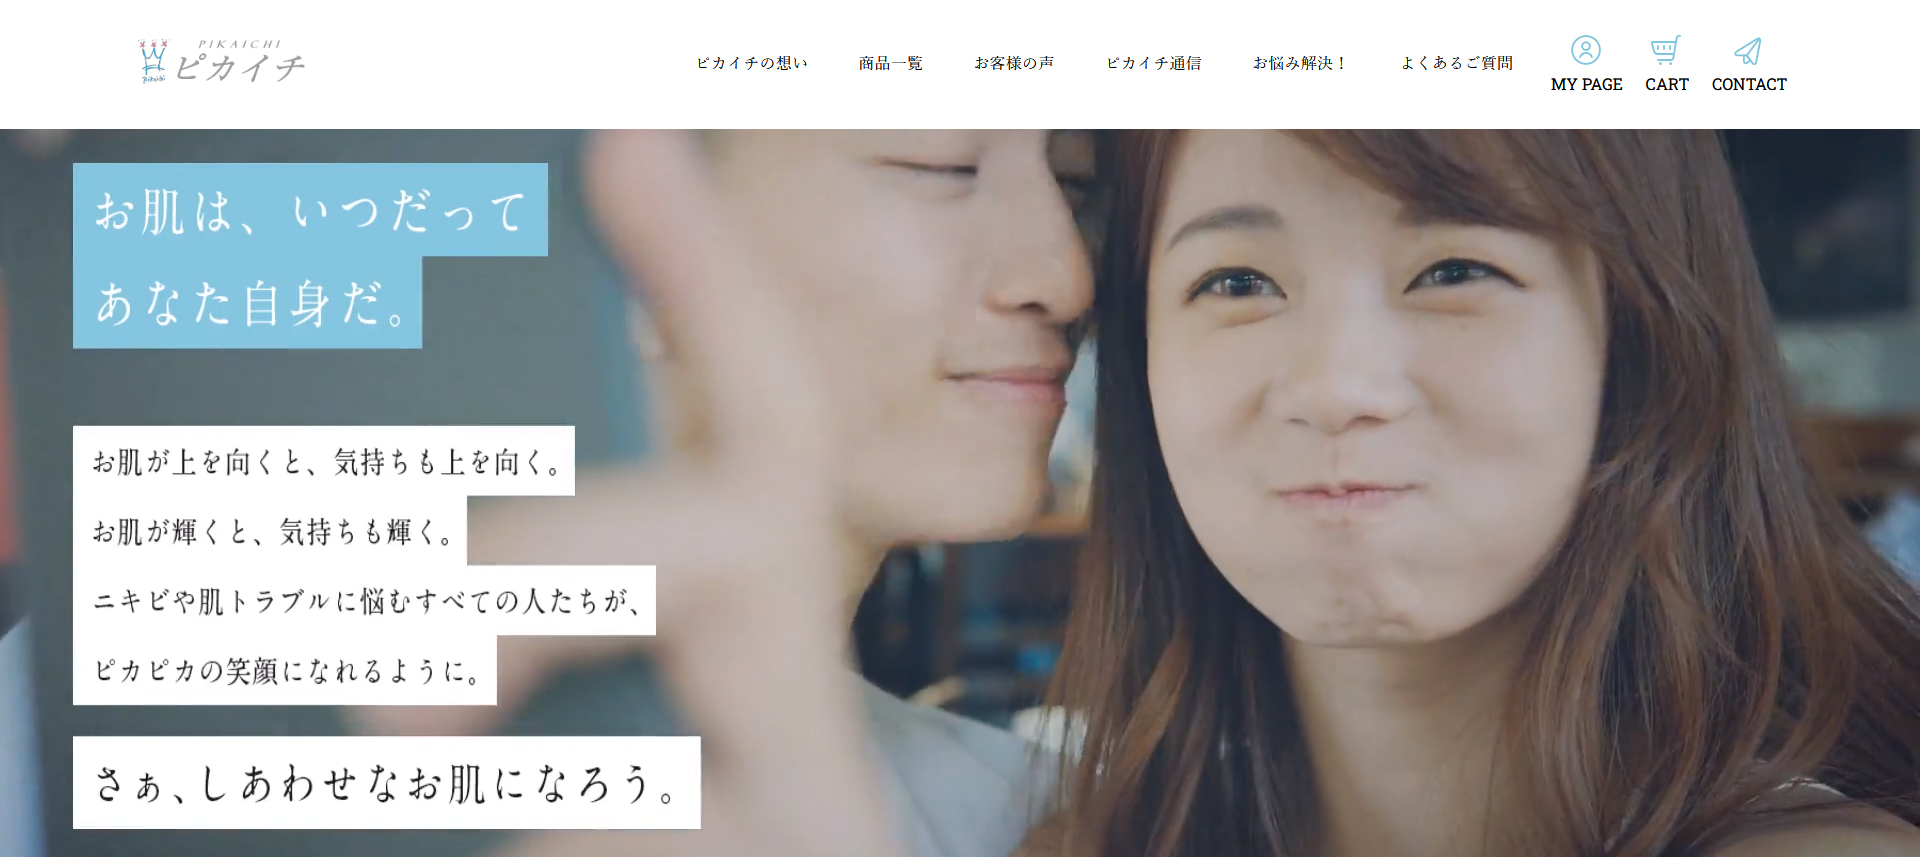 PIKAICHI
ピカイチ
ピカイチの想い
商品一覧
お客様の声
ピカイチ通信
お悩み解決！
よくあるご質問
MY PAGE
CART
CONTACT
お肌は、いつだって
あなた自身だ。
お肌が上を向くと、気持ちも上を向く。
お肌が輝くと、気持ちも輝く。
ニキビや肌トラブルに悩むすべての人たちが、
ピカピカの笑顔になれるように。
さぁ、しあわせなお肌になろう。